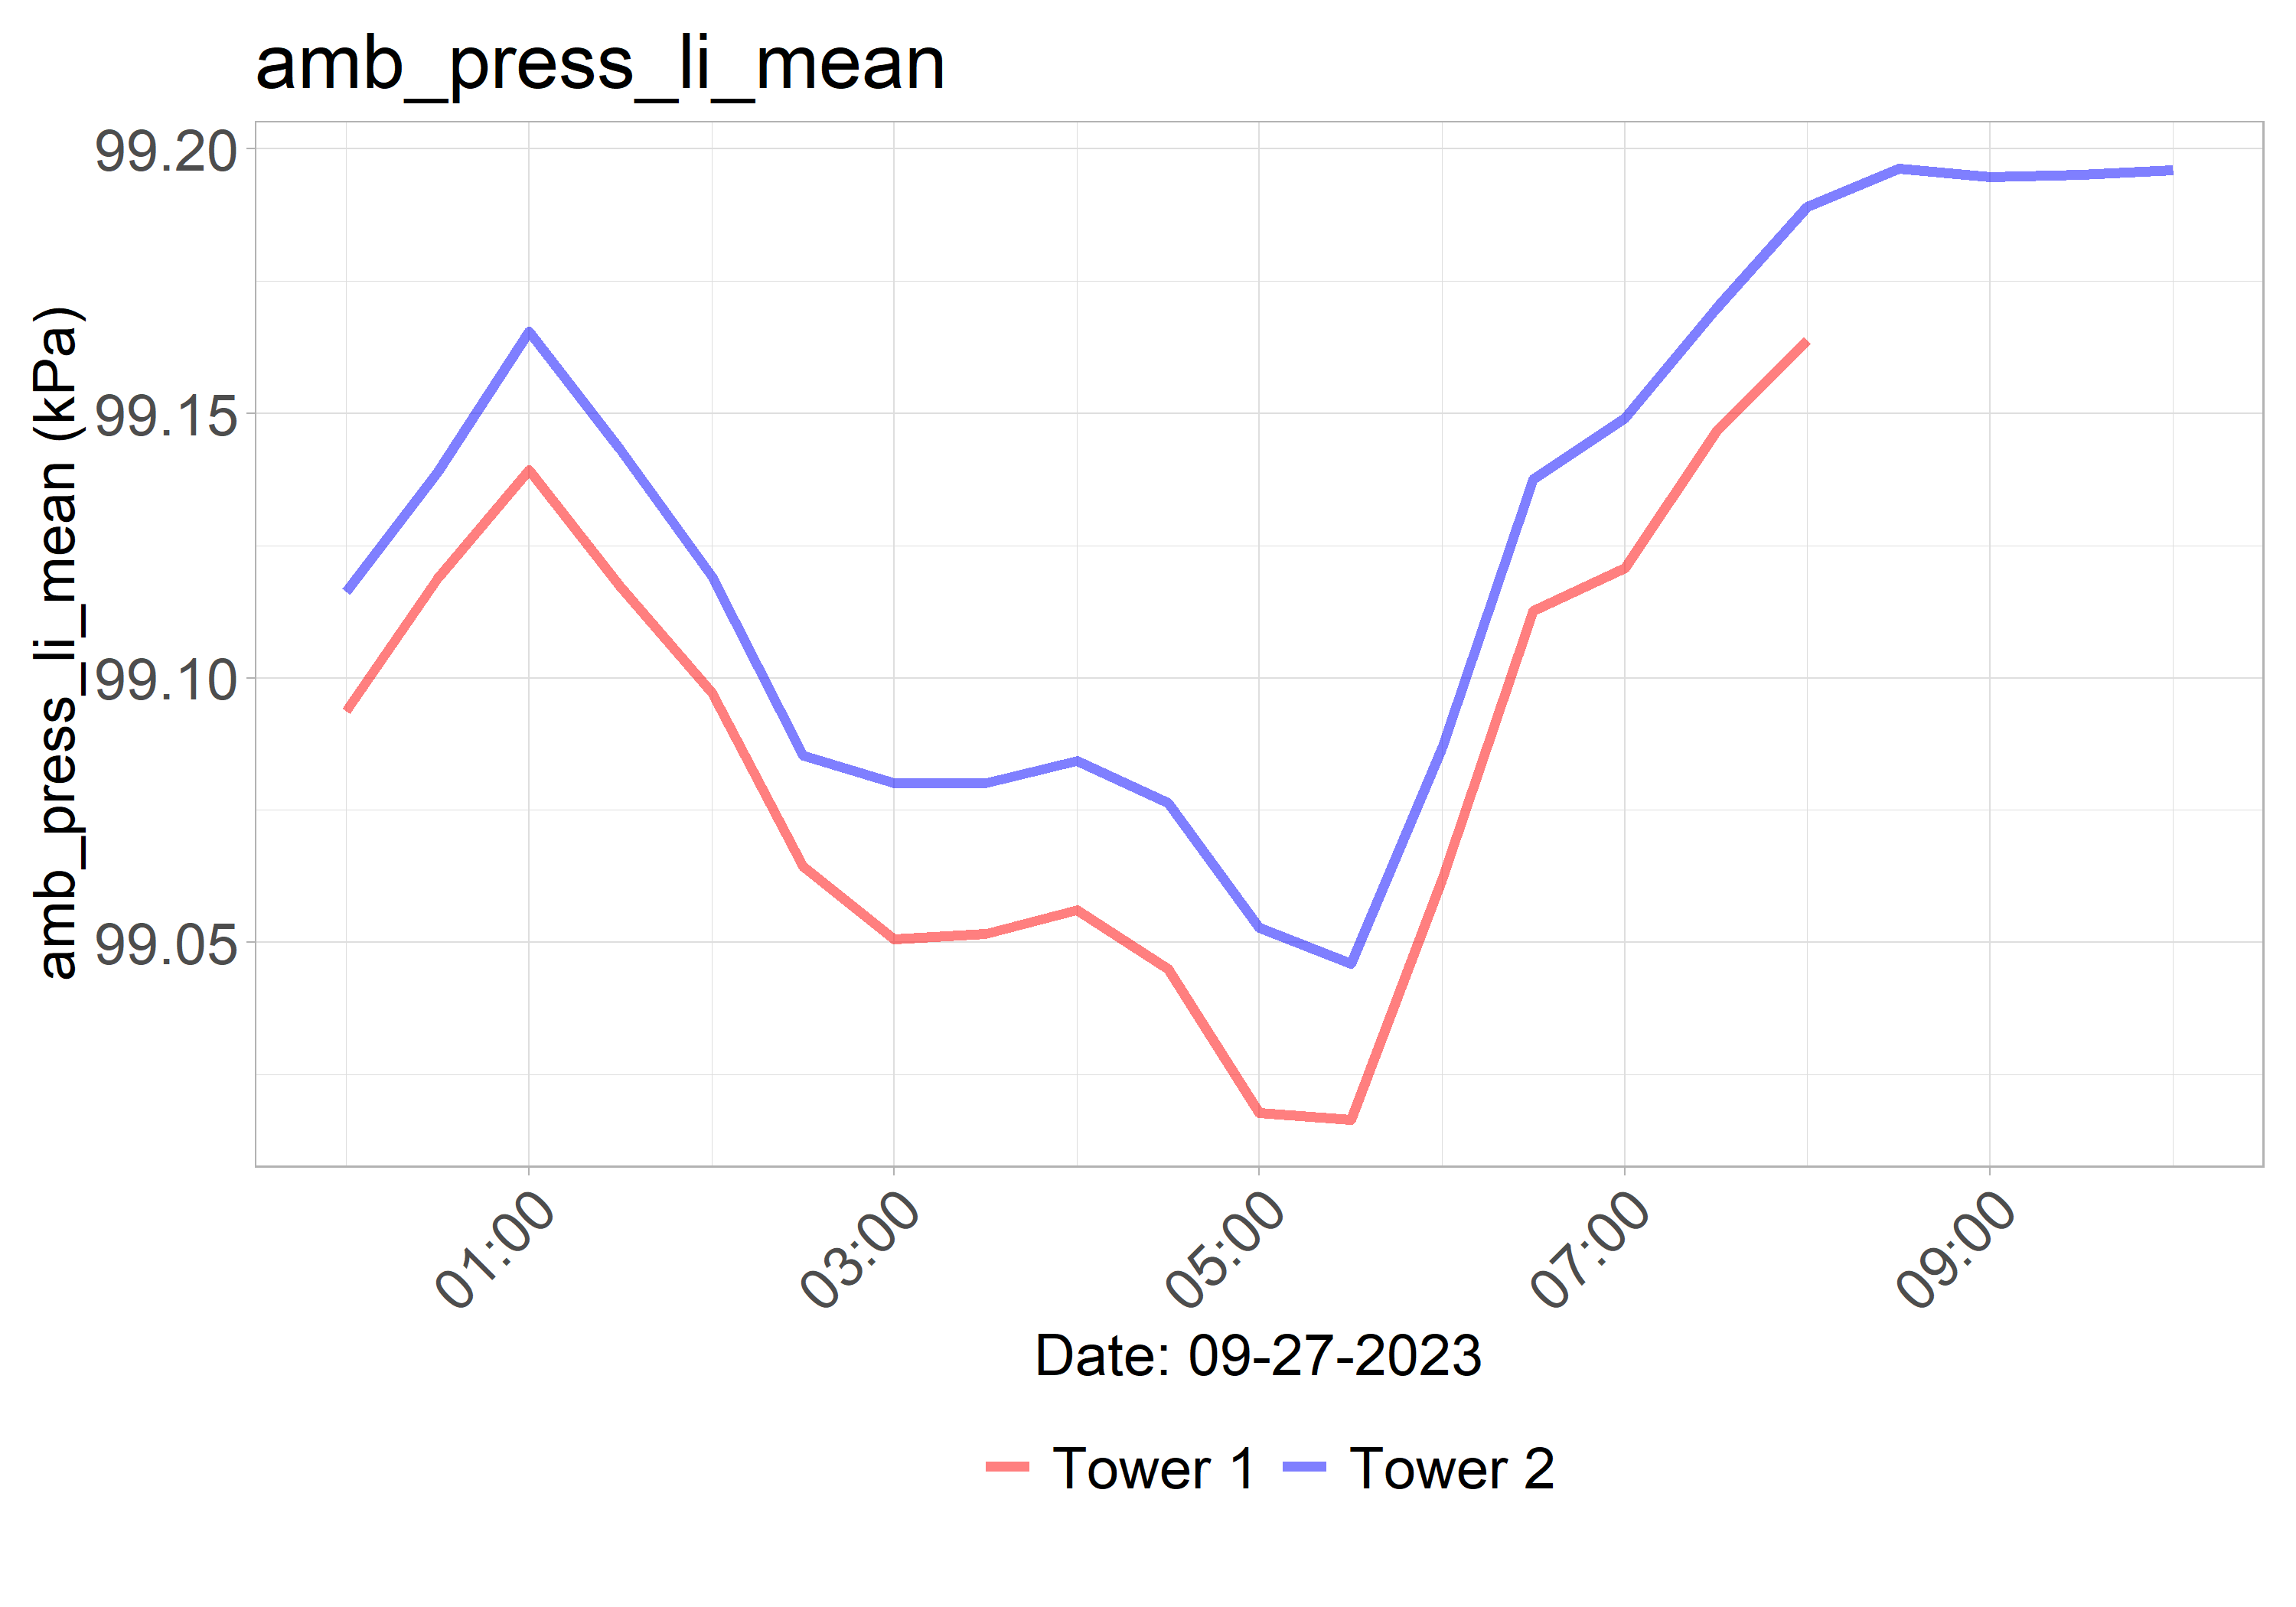 amb_press_li_mean
amb_press_li_mean (kPa)
99.20
99.15
99.10
99.05
01:00
03:00
05:00
07:00
09:00
Date: 09-27-2023
Tower 1
Tower 2